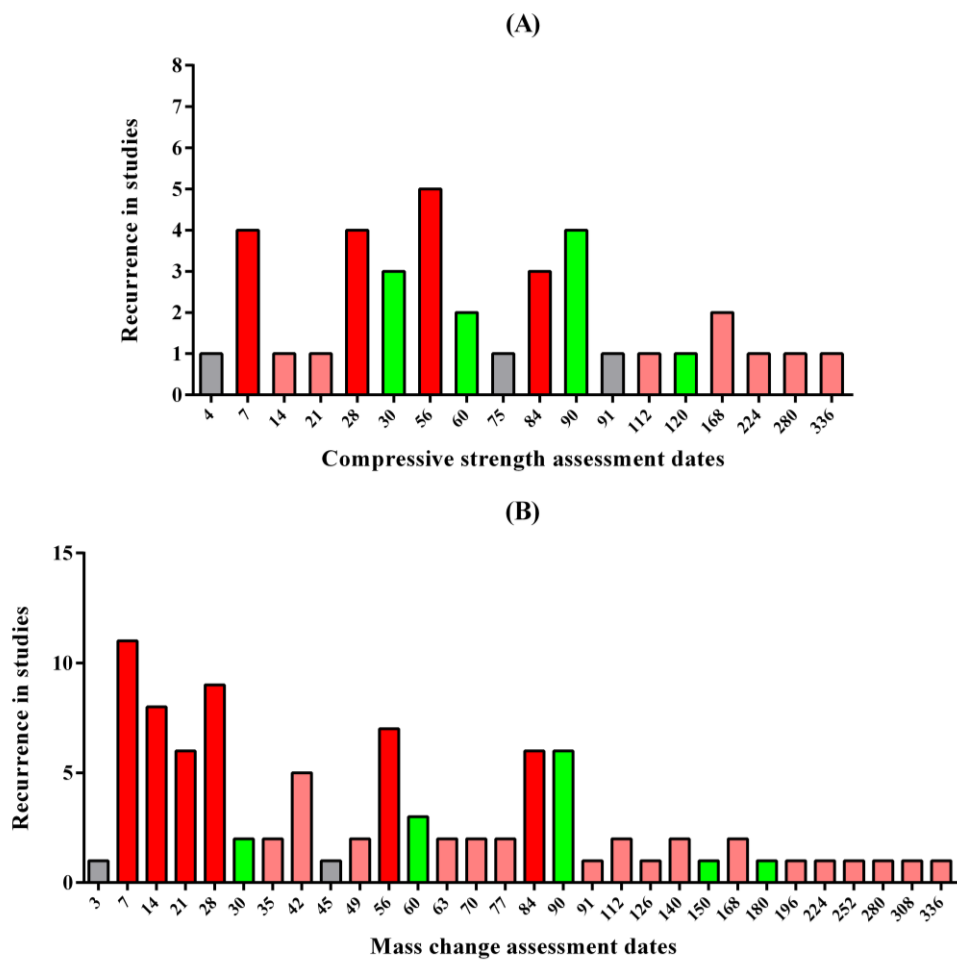 (A)
8
7
6
5
4
3
2
1
0
Recurrence in studies
4 7 14 21 28 30 56 60 75 84 90 91 112 120 168 224 280 336
Compressive strength assessment dates
(B)
15
10
5
0
Recurrence in studies
3 7 14 21 28 30 35 42 45 49 56 60 63 70 77 84 90 91 112 126 140 150 168 180 196 224 252 280 308 336
Mass change assessment dates